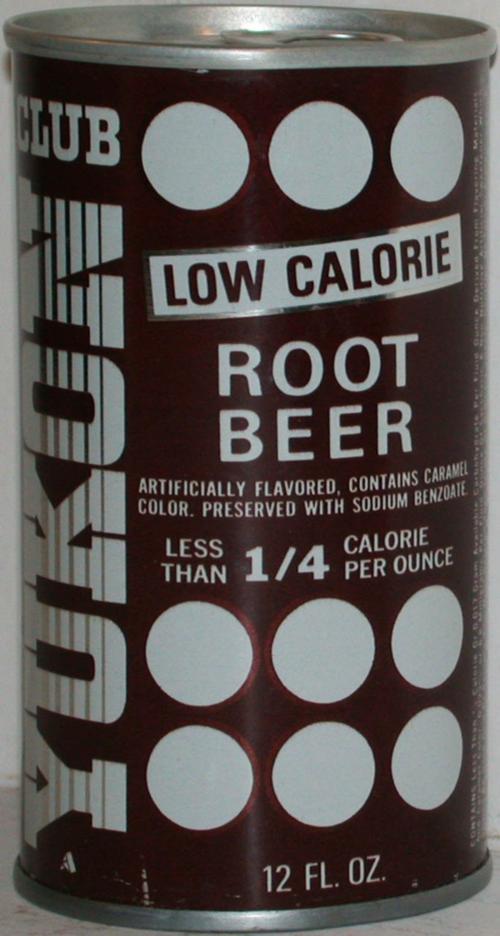 YUKON CLUB
LOW CALORIE
ROOT
BEER
ARTIFICIALLY FLAVORED, CONTAINS CARAMEL
COLOR. PRESERVED WITH SODIUM BENZOATE
LESS
THAN
1/4
CALORIE
PER OUNCE
12 FL. OZ.